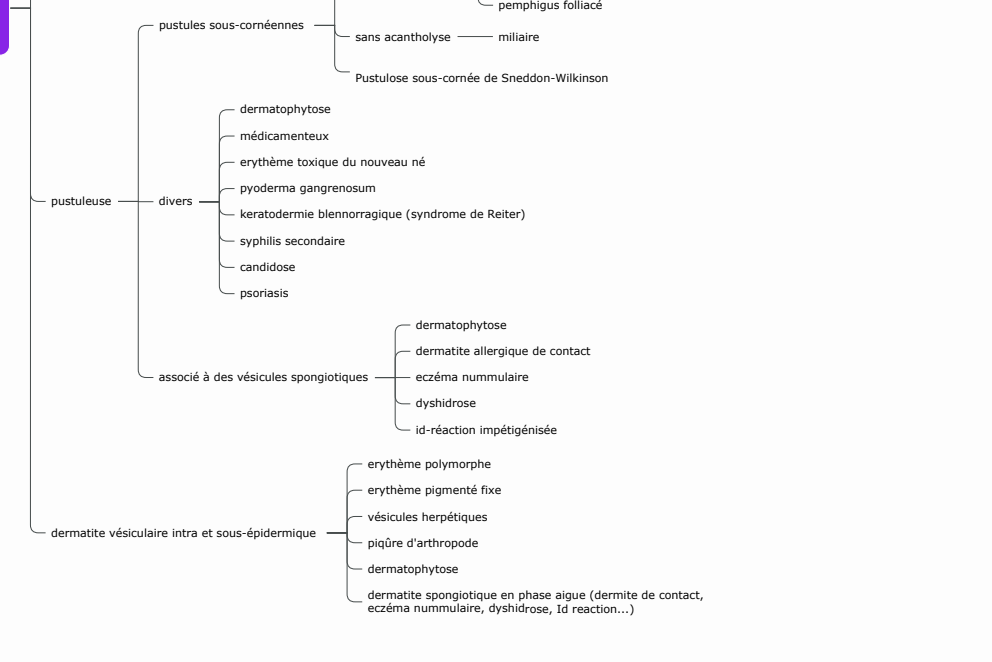 pemphigus folliacé
pustules sous-cornéennes
sans acantholyse
miliaire
Pustulose sous-cornée de Sneddon-Wilkinson
dermatophytose
médicamenteux
erythème toxique du nouveau né
pyoderma gangrenosum
pustuleuse
divers
keratodermie blennorragique (syndrome de Reiter)
syphilis secondaire
candidose
psoriasis
dermatophytose
dermatite allergique de contact
associé à des vésicules spongiotiques
eczéma nummulaire
dyshidrose
id-réaction impétigénisée
erythème polymorphe
erythème pigmenté fixe
vésicules herpétiques
dermatite vésiculaire intra et sous-épidermique
piqûre d'arthropode
dermatophytose
dermatite spongiotique en phase aigue (dermite de contact,
eczéma nummulaire, dyshidrose, Id reaction...)